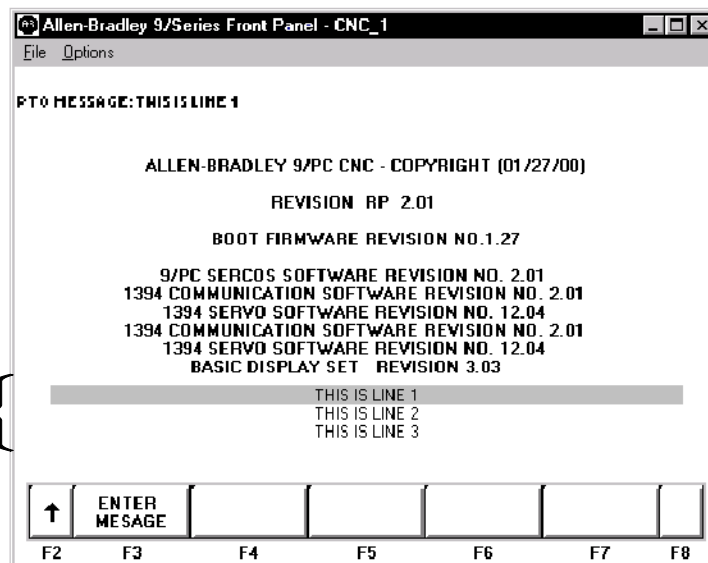 Allen-Bradley 9/Series Front Panel - CNC_1
File Options
PTO MESSAGE: THIS IS LINE 1
ALLEN-BRADLEY 9/PC CNC - COPYRIGHT (01/27/00)
REVISION RP 2.01
BOOT FIRMWARE REVISION NO.1.27
9/PC SERCOS SOFTWARE REVISION NO. 2.01
1394 COMMUNICATION SOFTWARE REVISION NO. 2.01
1394 SERVO SOFTWARE REVISION NO. 12.04
1394 COMMUNICATION SOFTWARE REVISION NO. 2.01
1394 SERVO SOFTWARE REVISION NO. 12.04
BASIC DISPLAY SET REVISION 3.03
THIS IS LINE 1
THIS IS LINE 2
THIS IS LINE 3
ENTER
MESAGE
F2 F3 F4 F5 F6 F7 F8